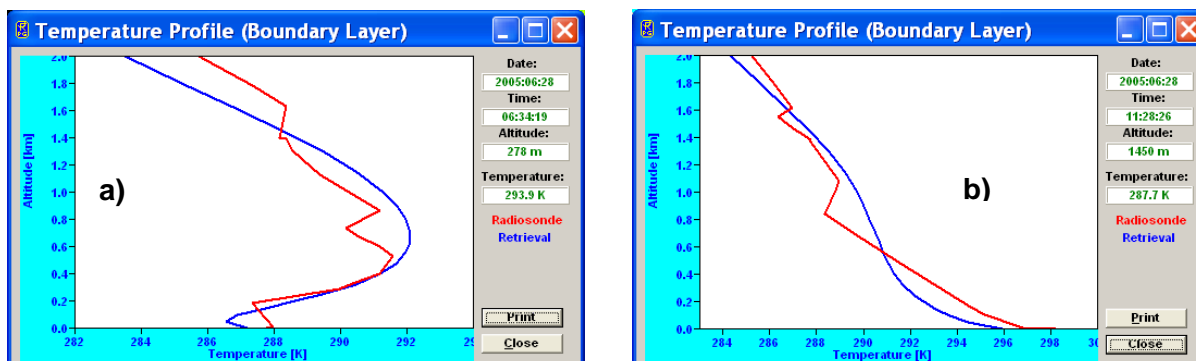 Temperature Profile (Boundary Layer)
2.0
1.8
1.6
1.4
1.2
1.0
0.8
0.6
0.4
0.2
0.0
Altitude [km]
a)
282 284 286 288 290 292 29
Temperature [K]
Date:
2005:06:28
Time:
06:34:19
Altitude:
278 m
Temperature:
293.9 K
Radiosonde
Retrieval
Print
Close
Temperature Profile (Boundary Layer)
2.0
1.8
1.6
1.4
1.2
1.0
0.8
0.6
0.4
0.2
0.0
Altitude [km]
b)
284 286 288 290 292 294 296 298 30
Temperature [K]
Date:
2005:06:28
Time:
11:28:26
Altitude:
1450 m
Temperature:
287.7 K
Radiosonde
Retrieval
Print
Close